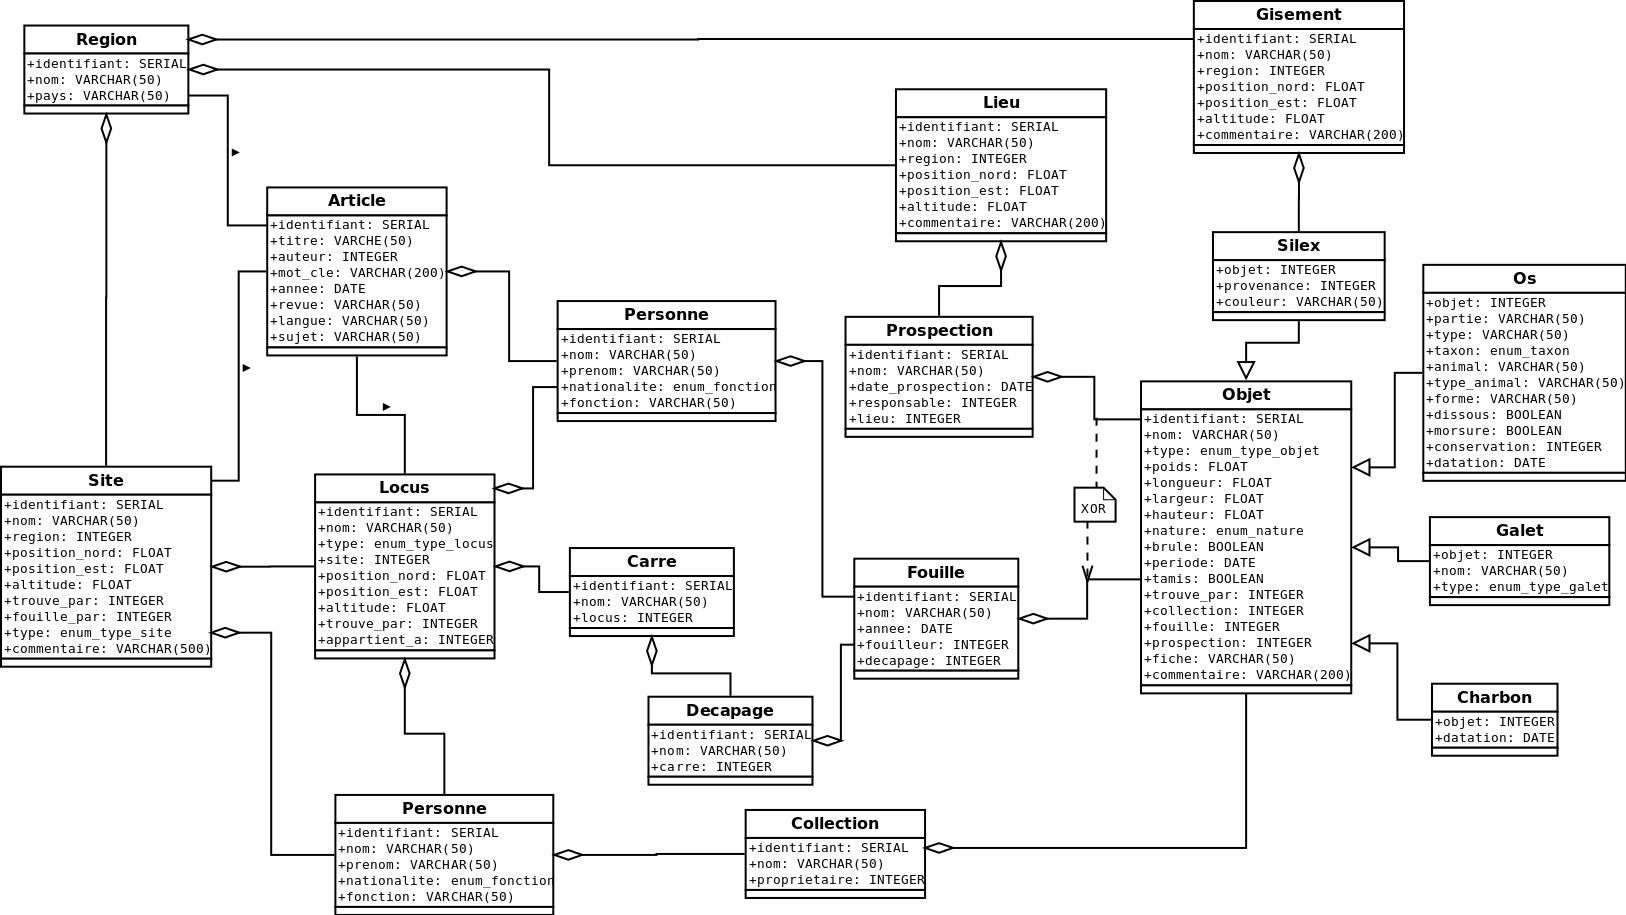 Region
+identifiant: SERIAL
+nom: VARCHAR(50)
+pays: VARCHAR(50)
Gisement
+identifiant: SERIAL
+nom: VARCHAR(50)
+region: INTEGER
+position_nord: FLOAT
+position_est: FLOAT
+altitude: FLOAT
+commentaire: VARCHAR(200)
Lieu
+identifiant: SERIAL
+nom: VARCHAR(50)
+region: INTEGER
+position_nord: FLOAT
+position_est: FLOAT
+altitude: FLOAT
+commentaire: VARCHAR(200)
Article
+identifiant: SERIAL
+titre: VARCHE(50)
+auteur: INTEGER
+mot_cle: VARCHAR(200)
+annee: DATE
+revue: VARCHAR(50)
+langue: VARCHAR(50)
+sujet: VARCHAR(50)
Silex
+objet: INTEGER
+provenance: INTEGER
+couleur: VARCHAR(50)
Os
+objet: INTEGER
+partie: VARCHAR(50)
+type: VARCHAR(50)
+taxon: enum_taxon
+animal: VARCHAR(50)
+type_animal: VARCHAR(50)
+forme: VARCHAR(50)
+dissous: BOOLEAN
+morsure: BOOLEAN
+conservation: INTEGER
+datation: DATE
Personne
+identifiant: SERIAL
+nom: VARCHAR(50)
+prenom: VARCHAR(50)
+nationalite: enum_fonction
+fonction: VARCHAR(50)
Prospection
+identifiant: SERIAL
+nom: VARCHAR(50)
+date_prospection: DATE
+responsable: INTEGER
+lieu: INTEGER
Objet
+identifiant: SERIAL
+nom: VARCHAR(50)
+type: enum_type_objet
+poids: FLOAT
+longueur: FLOAT
+largeur: FLOAT
+hauteur: FLOAT
+nature: enum_nature
+brule: BOOLEAN
+periode: DATE
+tamis: BOOLEAN
+trouve_par: INTEGER
+collection: INTEGER
+fouille: INTEGER
+prospection: INTEGER
+fiche: VARCHAR(50)
+commentaire: VARCHAR(200)
Site
+identifiant: SERIAL
+nom: VARCHAR(50)
+region: INTEGER
+position_nord: FLOAT
+position_est: FLOAT
+altitude: FLOAT
+trouve_par: INTEGER
+fouille_par: INTEGER
+type: enum_type_site
+commentaire: VARCHAR(500)
Locus
+identifiant: SERIAL
+nom: VARCHAR(50)
+type: enum_type_locus
+site: INTEGER
+position_nord: FLOAT
+position_est: FLOAT
+altitude: FLOAT
+trouve_par: INTEGER
+appartient_a: INTEGER
XOR
Galet
+objet: INTEGER
+nom: VARCHAR(50)
+type: enum_type_galet
Carre
+identifiant: SERIAL
+nom: VARCHAR(50)
+locus: INTEGER
Fouille
+identifiant: SERIAL
+nom: VARCHAR(50)
+annee: DATE
+fouilleur: INTEGER
+decapage: INTEGER
Charbon
+objet: INTEGER
+datation: DATE
Decapage
+identifiant: SERIAL
+nom: VARCHAR(50)
+carre: INTEGER
Personne
+identifiant: SERIAL
+nom: VARCHAR(50)
+prenom: VARCHAR(50)
+nationalite: enum_fonction
+fonction: VARCHAR(50)
Collection
+identifiant: SERIAL
+nom: VARCHAR(50)
+proprietaire: INTEGER